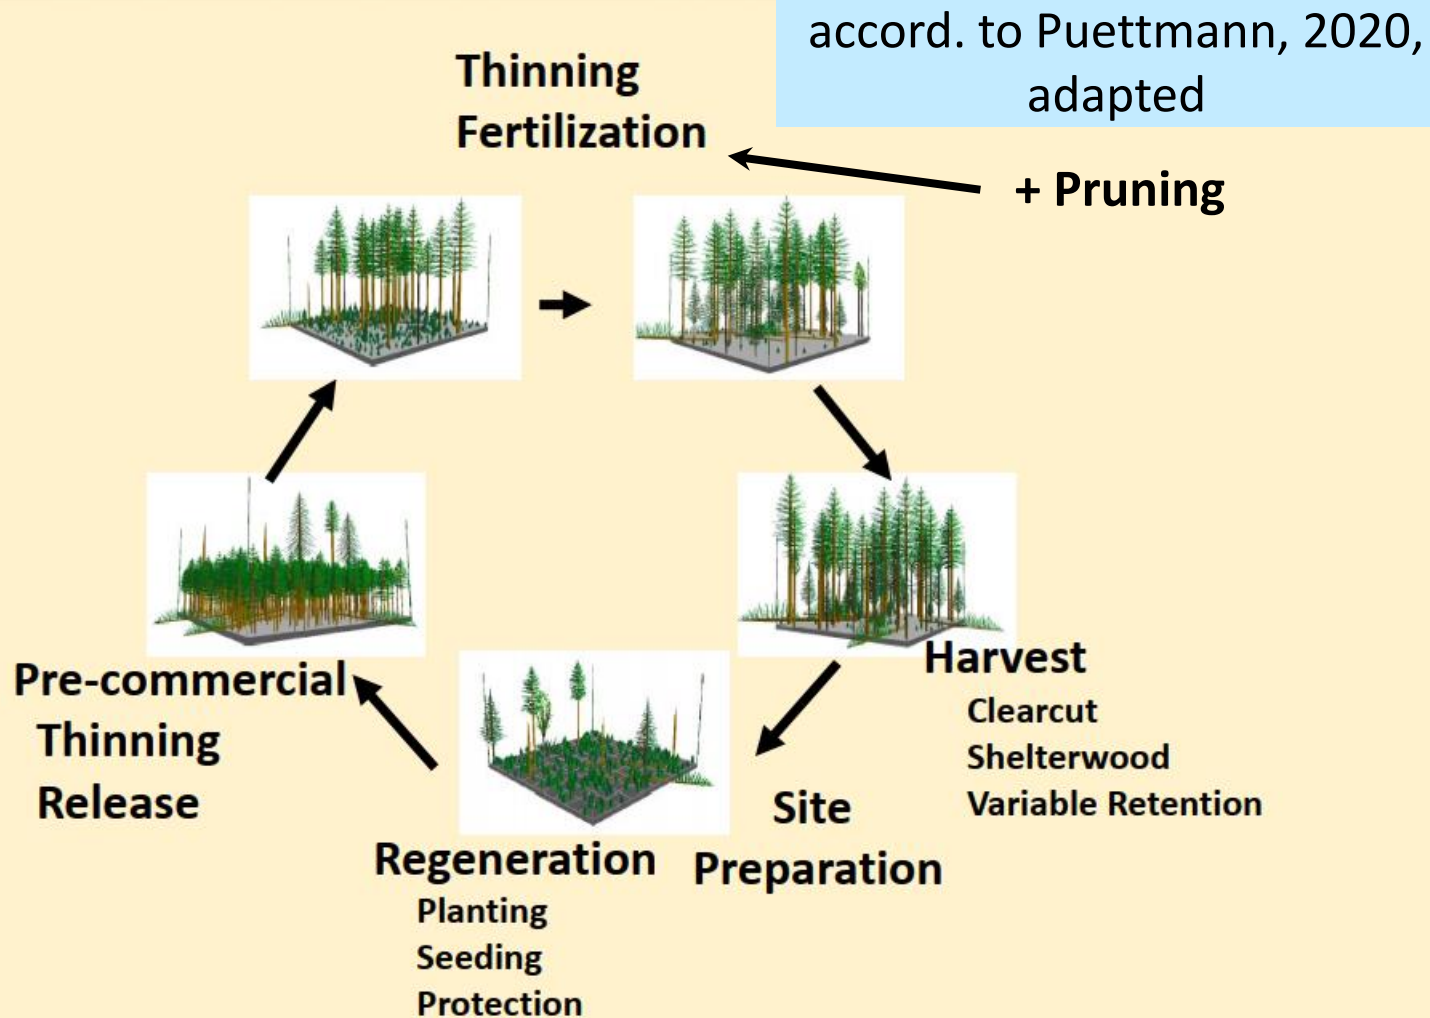 accord. to Puettmann, 2020,
adapted
Thinning
Fertilization
+ Pruning
Pre-commercial
Thinning
Release
Harvest
Clearcut
Shelterwood
Variable Retention
Site
Preparation
Regeneration
Planting
Seeding
Protection